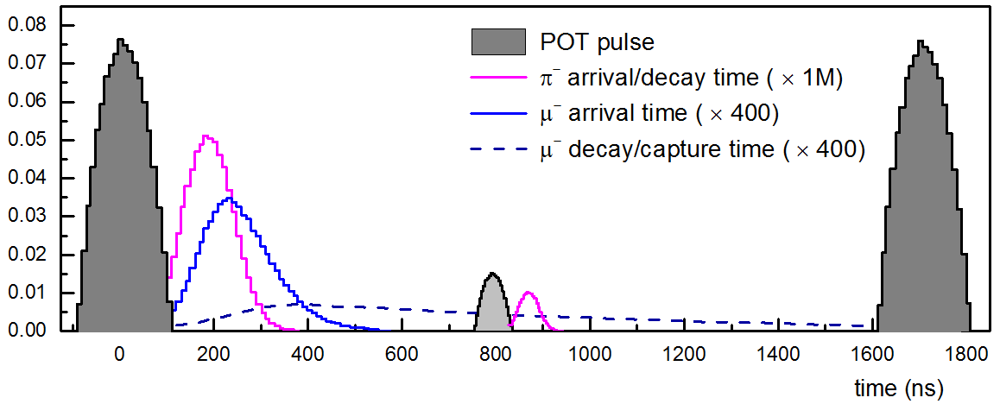 0.08
0.07
0.06
0.05
0.04
0.03
0.02
0.01
0.00
POT pulse
π⁻ arrival/decay time ( × 1M)
μ⁻ arrival time ( × 400)
μ⁻ decay/capture time ( × 400)
0 200 400 600 800 1000 1200 1400 1600 1800
time (ns)